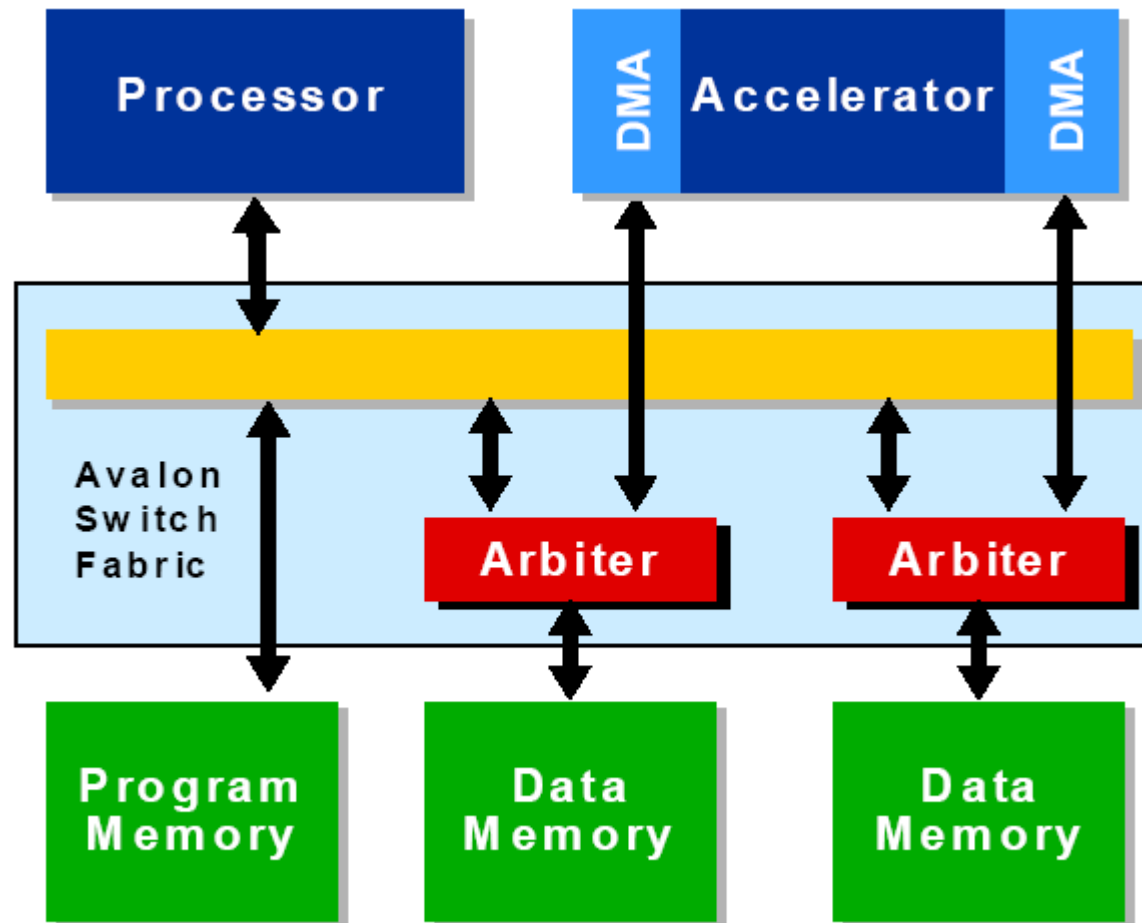 Processor
DMA
Accelerator
DMA
Avalon
Switch
Fabric
Arbiter
Arbiter
Program
Memory
Data
Memory
Data
Memory